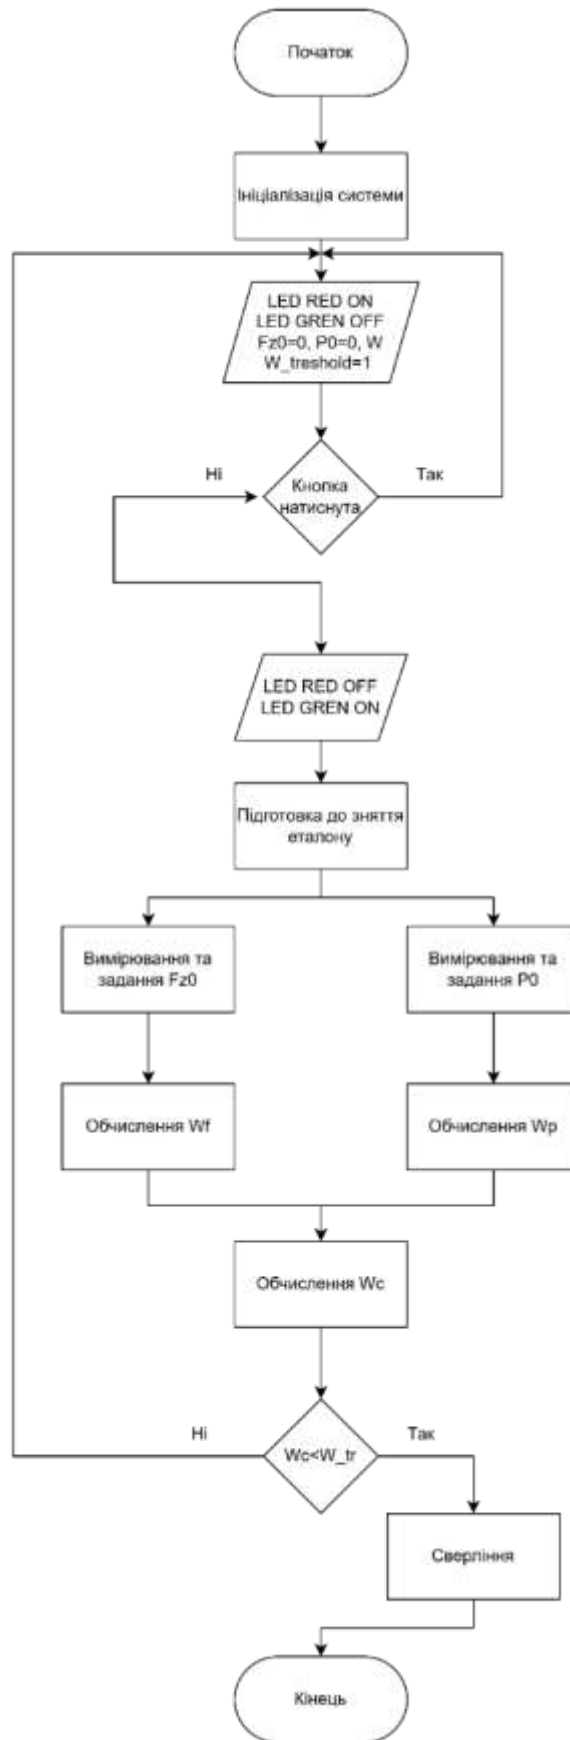 Початок
Ініціалізація системи
LED RED ON
LED GREN OFF
Fz0=0, P0=0, W
W_treshold=1
Ні
Так
Кнопка
натиснута
LED RED OFF
LED GREN ON
Підготовка до зняття
еталону
Вимірювання та
задання Fz0
Вимірювання та
задання P0
Обчислення Wf
Обчислення Wp
Обчислення Wc
Ні
Так
Wc<W_tr
Сверління
Кінець